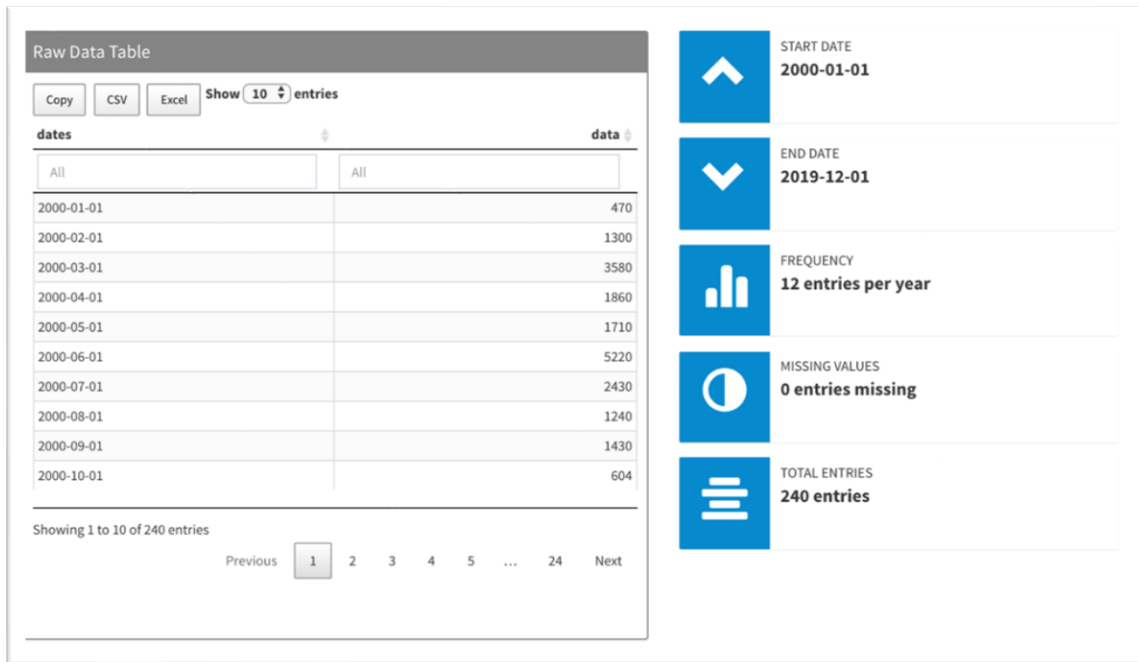 Raw Data Table
Copy CSV Excel Show 10 entries
dates data
All All
2000-01-01 470
2000-02-01 1300
2000-03-01 3580
2000-04-01 1860
2000-05-01 1710
2000-06-01 5220
2000-07-01 2430
2000-08-01 1240
2000-09-01 1430
2000-10-01 604
Showing 1 to 10 of 240 entries
Previous 1 2 3 4 5 ... 24 Next
START DATE
2000-01-01
END DATE
2019-12-01
FREQUENCY
12 entries per year
MISSING VALUES
0 entries missing
TOTAL ENTRIES
240 entries